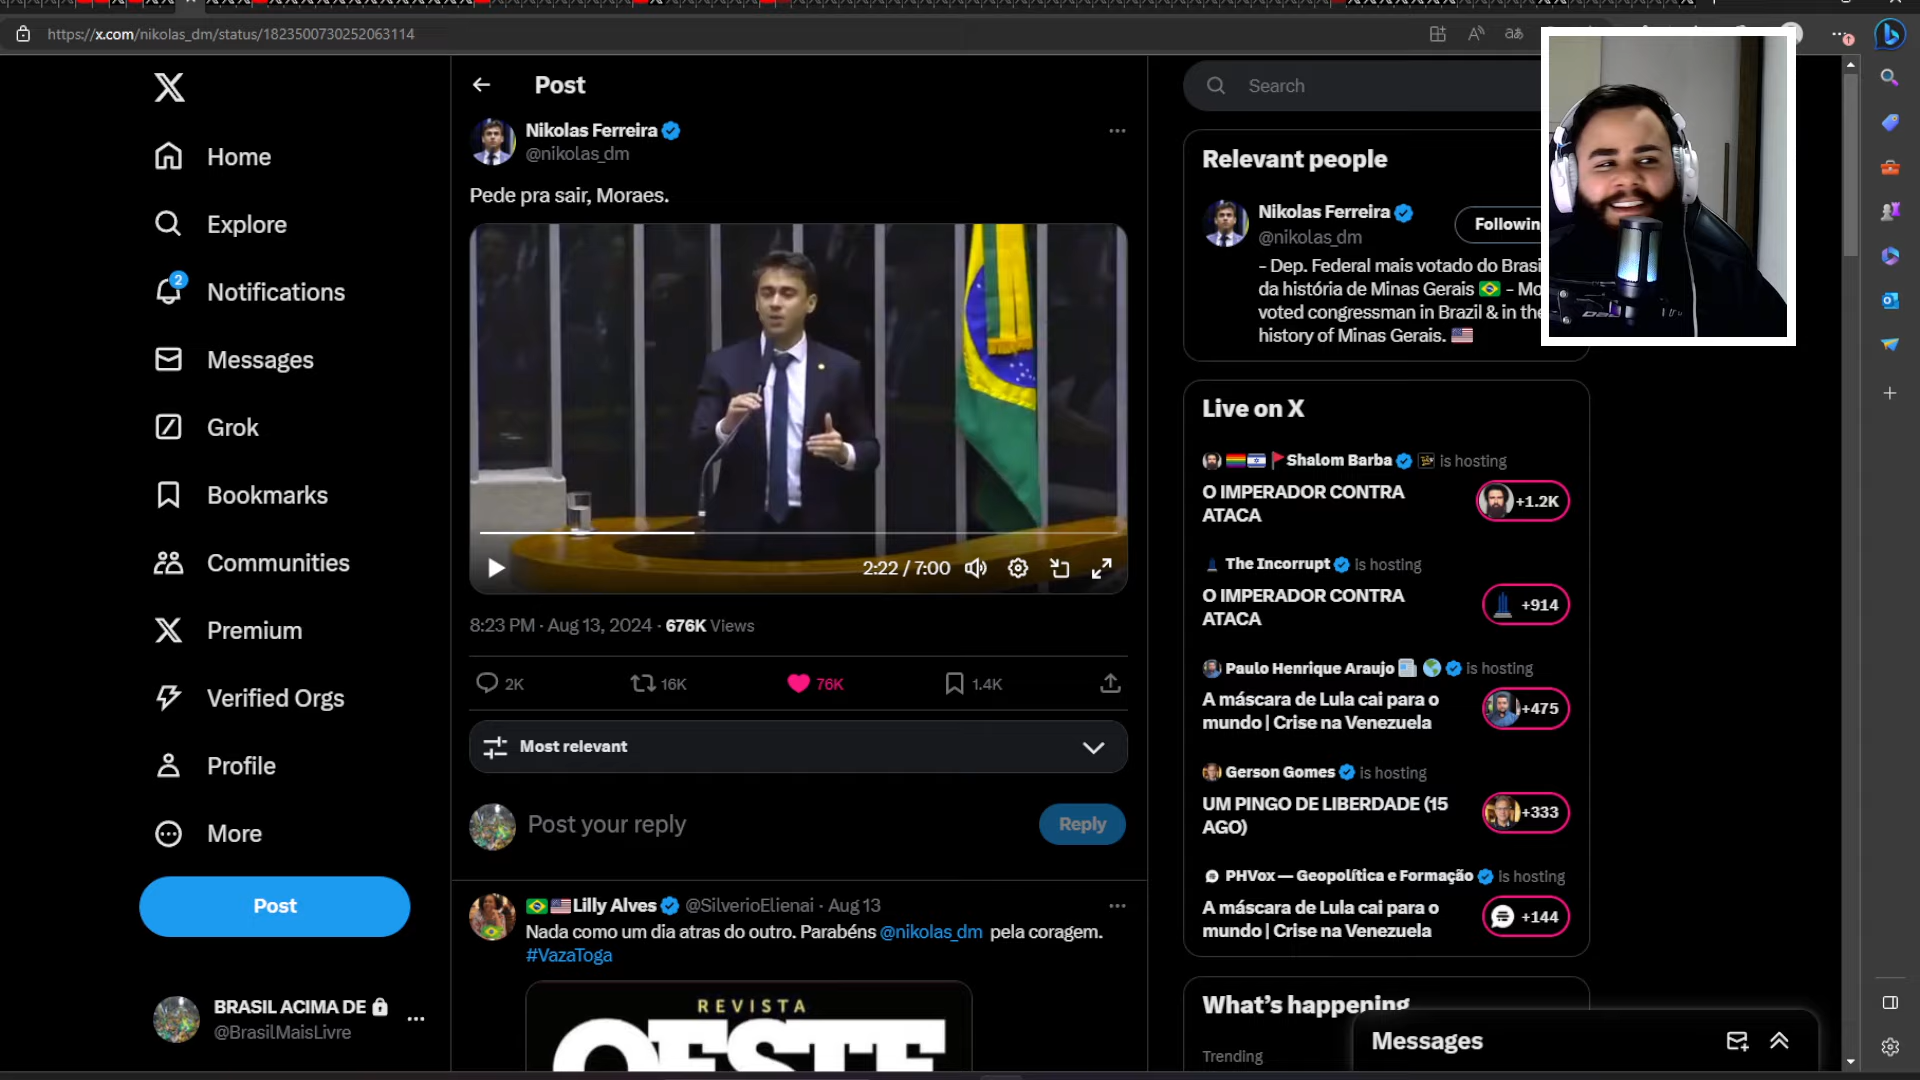 https://x.com/nikolas_dm/status/1823500730252063114
Home
Explore
2
Notifications
Messages
Grok
Bookmarks
Communities
Premium
Verified Orgs
Profile
More
Post
BRASIL ACIMA DE
@BrasilMaisLivre
Post
Nikolas Ferreira
@nikolas_dm
Pede pra sair, Moraes.
2:22 / 7:00
8:23 PM · Aug 13, 2024 · 676K Views
2K
16K
76K
1.4K
Most relevant
Post your reply
Reply
Lilly Alves @SilverioElienai · Aug 13
Nada como um dia atras do outro. Parabéns @nikolas_dm pela coragem.
#VazaToga
REVISTA
OESTE
Search
Relevant people
Nikolas Ferreira
@nikolas_dm
- Dep. Federal mais votado do Brasi
da história de Minas Gerais - Mo
voted congressman in Brazil & in the
history of Minas Gerais.
Followin
Live on X
Shalom Barba is hosting
O IMPERADOR CONTRA
ATACA
+1.2K
The Incorrupt is hosting
O IMPERADOR CONTRA
ATACA
+914
Paulo Henrique Araujo is hosting
A máscara de Lula cai para o
mundo | Crise na Venezuela
+475
Gerson Gomes is hosting
UM PINGO DE LIBERDADE (15
AGO)
+333
PHVox — Geopolítica e Formação is hosting
A máscara de Lula cai para o
mundo | Crise na Venezuela
+144
What's happening
Trending
Messages